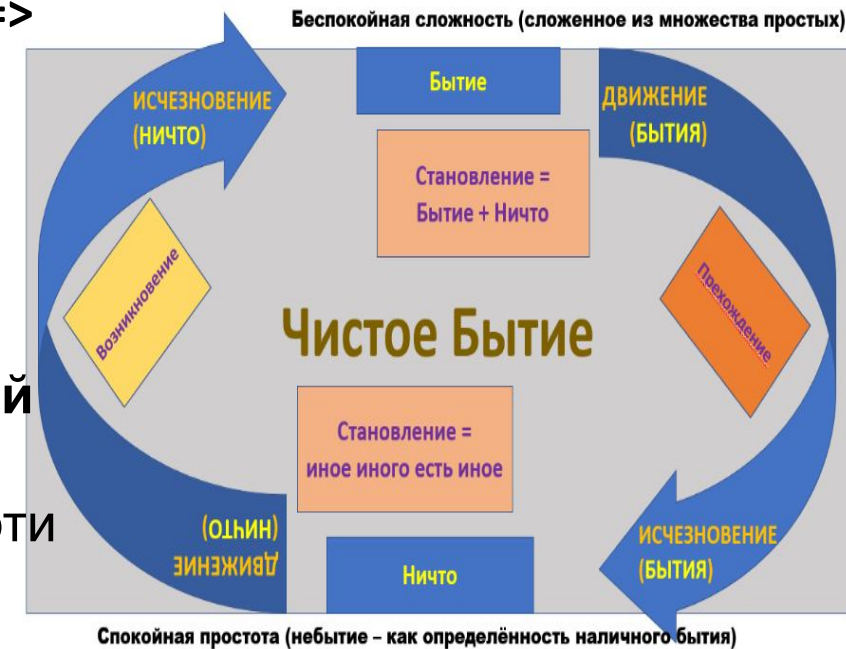 =>
Беспокойная сложность (сложенное из множества простых)
Бытие
ИСЧЕЗНОВЕНИЕ
(НИЧТО)
ДВИЖЕНИЕ
(БЫТИЯ)
Становление =
Бытие + Ничто
Возникновение
Прехождение
Чистое Бытие
й
Становление =
иное иного есть иное
оти
(НИЧТО)
ДВИЖЕНИЕ
ИСЧЕЗНОВЕНИЕ
(БЫТИЯ)
Ничто
Спокойная простота (небытие – как определённость наличного бытия)